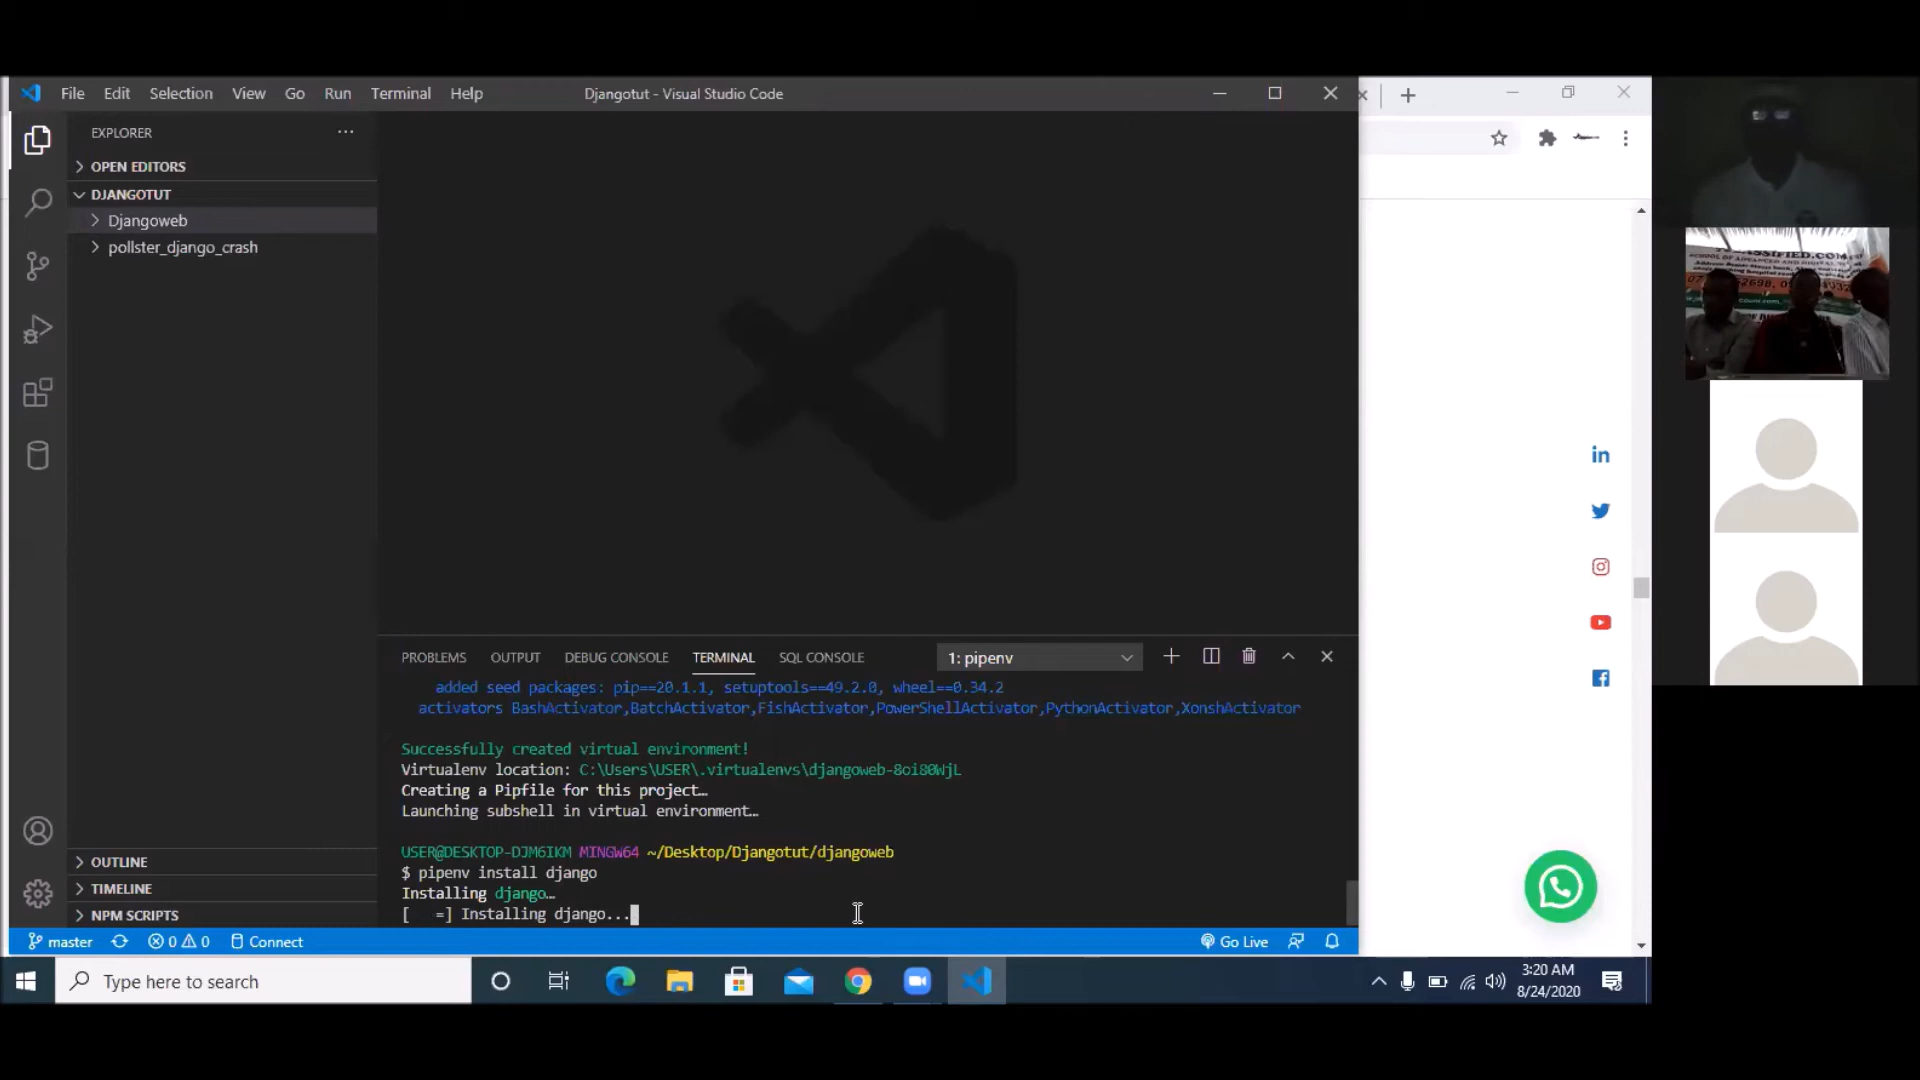 File Edit Selection View Go Run Terminal Help
Djangotut - Visual Studio Code
EXPLORER
OPEN EDITORS
DJANGOTUT
Djangoweb
pollster_django_crash
OUTLINE
TIMELINE
NPM SCRIPTS
PROBLEMS OUTPUT DEBUG CONSOLE TERMINAL SQL CONSOLE
1: pipenv
added seed packages: pip==20.1.1, setuptools==49.2.0, wheel==0.34.2
activators BashActivator,BatchActivator,FishActivator,PowerShellActivator,PythonActivator,XonshActivator
Successfully created virtual environment!
Virtualenv location: C:\Users\USER\.virtualenvs\djangoweb-8oi80WjL
Creating a Pipfile for this project…
Launching subshell in virtual environment…
USER@DESKTOP-DJM6IKM MINGW64 ~/Desktop/Djangotut/djangoweb
$ pipenv install django
Installing django…
[   =] Installing django...
master 0 0 Connect
Go Live
Type here to search
3:20 AM
8/24/2020
in
SCHOOL OF ADVANCED AND DIGITAL